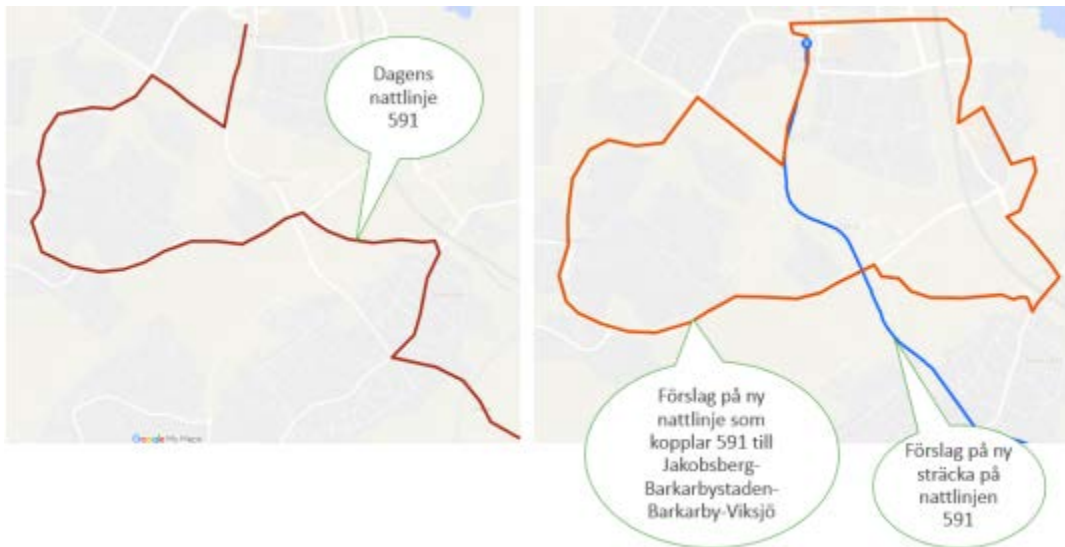 Dagens
nattlinje
591
Google My Maps
Förslag på ny
nattlinje som
kopplar 591 till
Jakobsberg-
Barkarbystaden-
Barkarby-Viksjö
Förslag på ny
sträcka på
nattlinjen
591